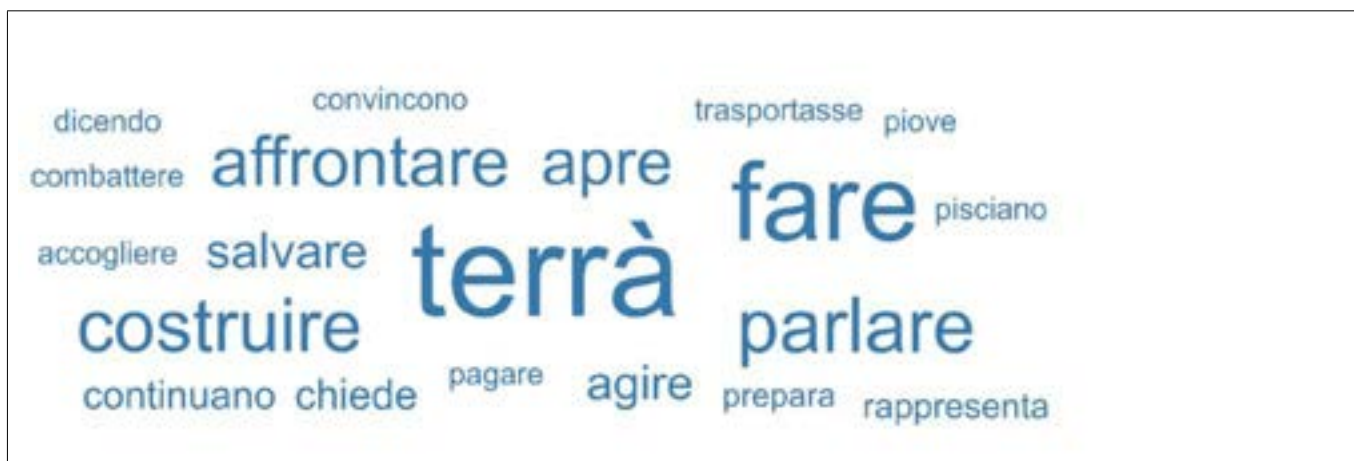 convincono
trasportasse
dicendo
piove
affrontare apre
combattere
fare
pisciano
accogliere salvare
terrà
costruire
parlare
pagare
continuano chiede
agire
prepara
rappresenta